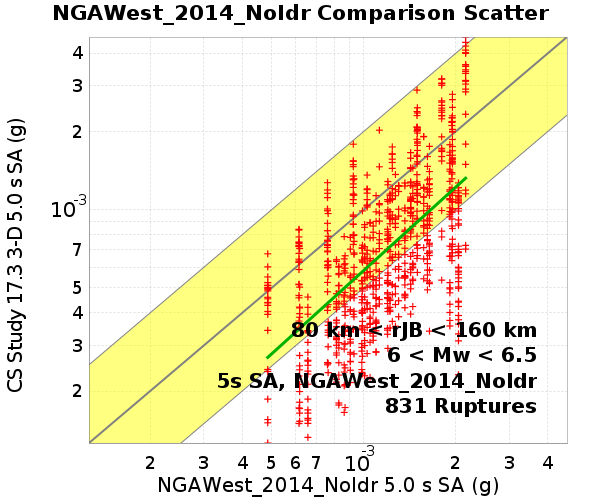 NGAWest_2014_NoIdr Comparison Scatter
CS Study 17.3 3-D 5.0 s SA (g)
4
3
2
10-3
7
5
4
3
2
80 km < rJB < 160 km
6 < Mw < 6.5
5s SA, NGAWest_2014_NoIdr
831 Ruptures
2 3 4 5 6 7 10-3 2 3 4
NGAWest_2014_NoIdr 5.0 s SA (g)